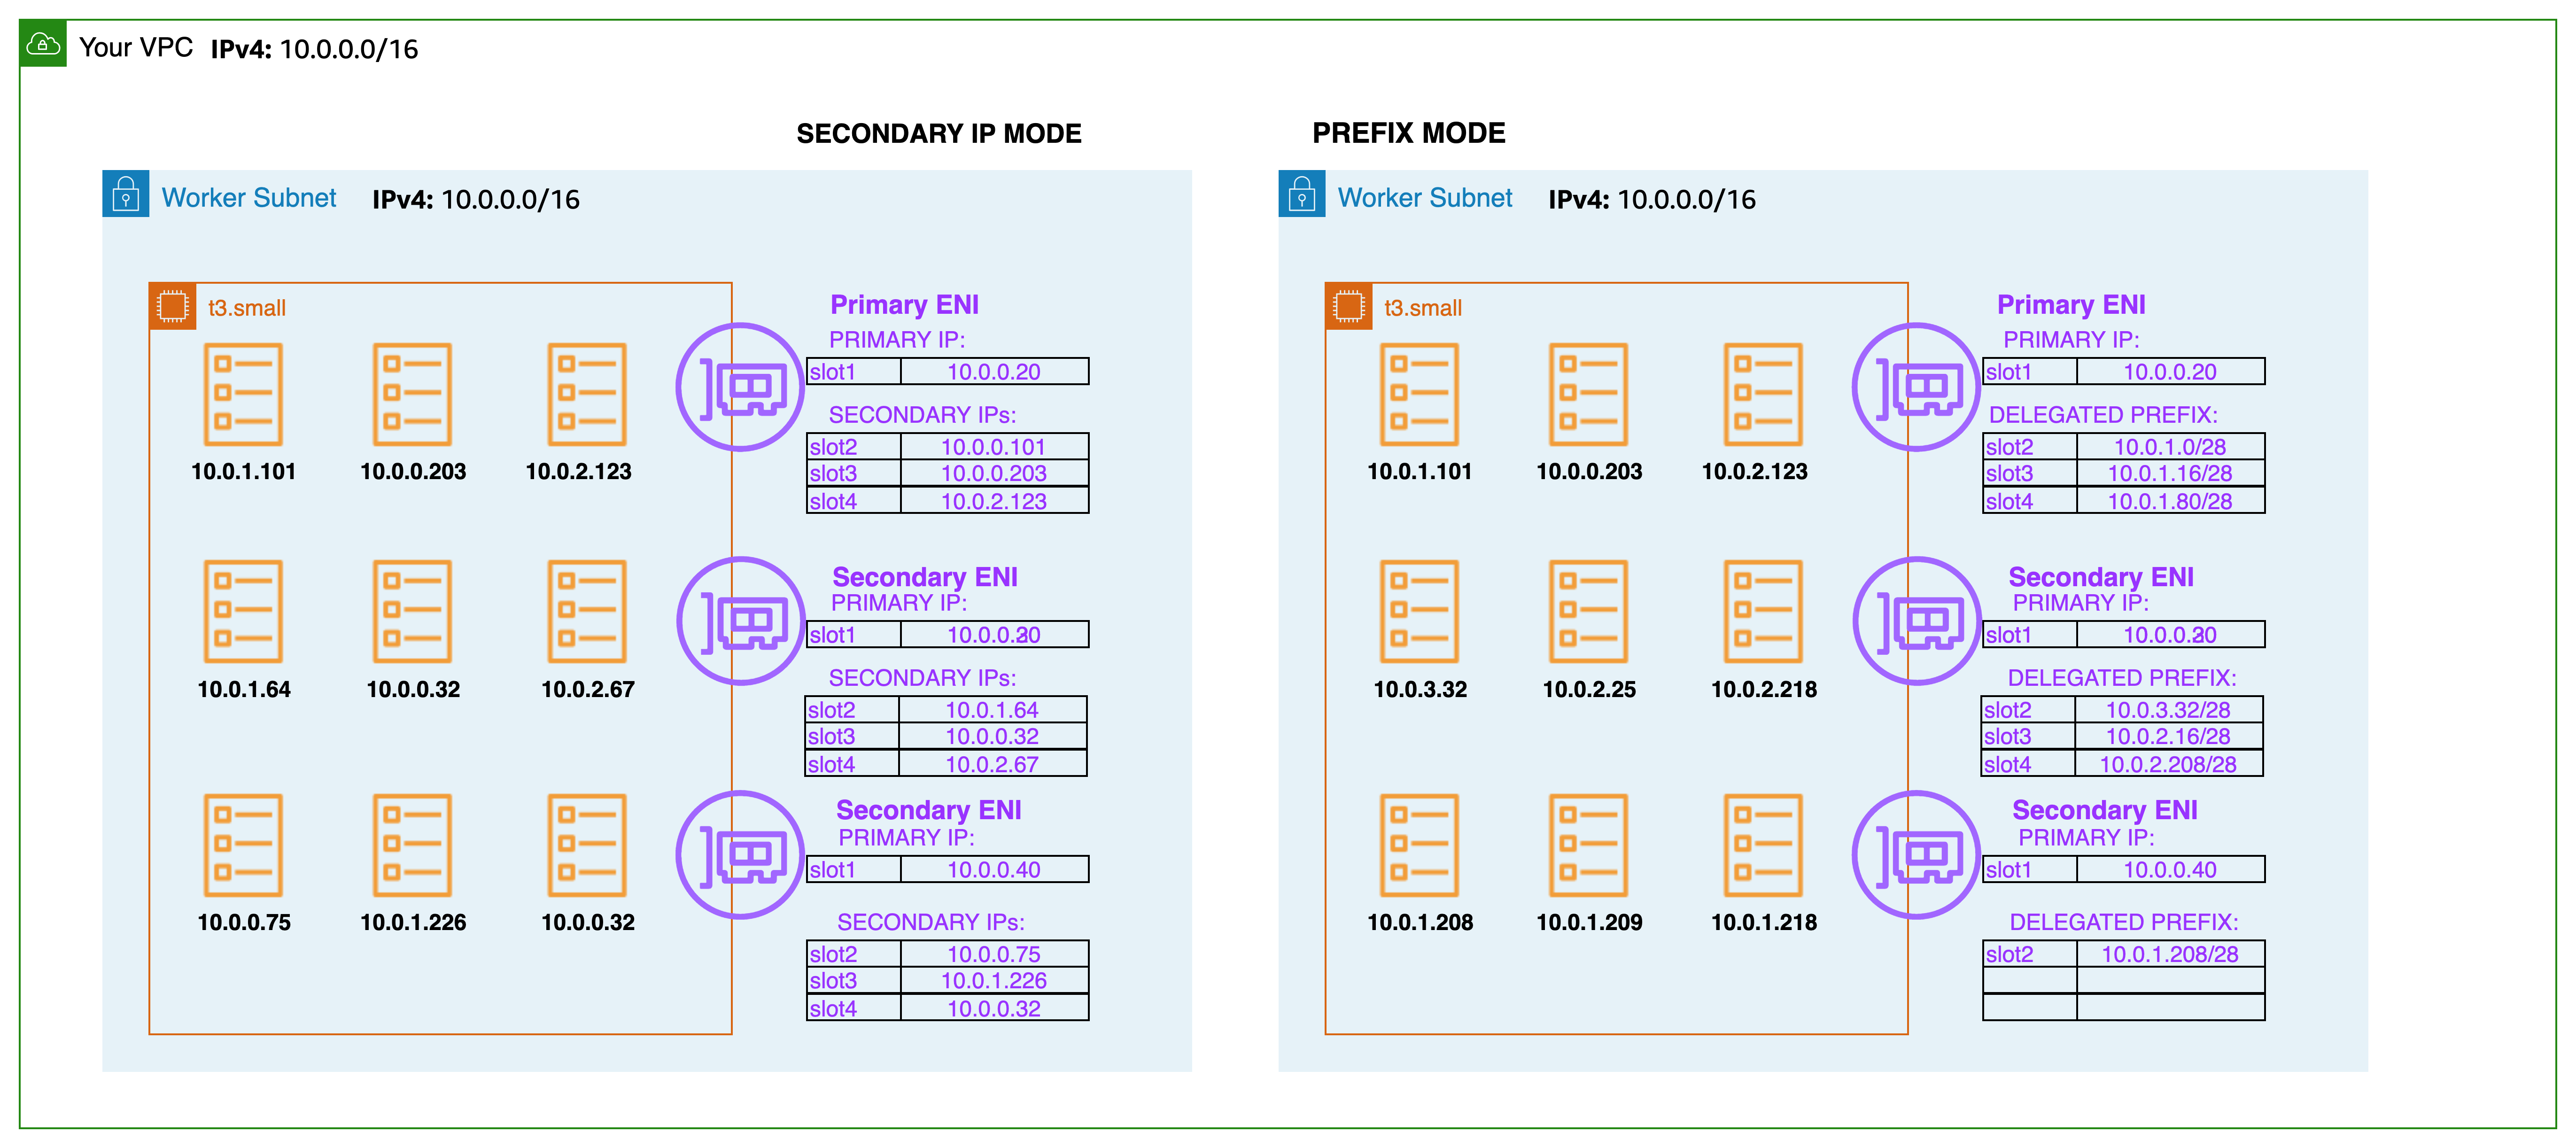 Your VPC IPv4: 10.0.0.0/16
SECONDARY IP MODE
Worker Subnet IPv4: 10.0.0.0/16
t3.small
10.0.1.101 10.0.0.203 10.0.2.123
10.0.1.64 10.0.0.32 10.0.2.67
10.0.0.75 10.0.1.226 10.0.0.32
Primary ENI
PRIMARY IP:
slot1 10.0.0.20
SECONDARY IPs:
slot2 10.0.0.101
slot3 10.0.0.203
slot4 10.0.2.123
Secondary ENI
PRIMARY IP:
slot1
SECONDARY IPs:
slot2 10.0.1.64
slot3 10.0.0.32
slot4 10.0.2.67
Secondary ENI
PRIMARY IP:
slot1 10.0.0.40
SECONDARY IPs:
slot2 10.0.0.75
slot3 10.0.1.226
slot4 10.0.0.32
PREFIX MODE
Worker Subnet IPv4: 10.0.0.0/16
t3.small
10.0.1.101 10.0.0.203 10.0.2.123
10.0.3.32 10.0.2.25 10.0.2.218
10.0.1.208 10.0.1.209 10.0.1.218
Primary ENI
PRIMARY IP:
slot1 10.0.0.20
DELEGATED PREFIX:
slot2 10.0.1.0/28
slot3 10.0.1.16/28
slot4 10.0.1.80/28
Secondary ENI
PRIMARY IP:
slot1
DELEGATED PREFIX:
slot2 10.0.3.32/28
slot3 10.0.2.16/28
slot4 10.0.2.208/28
Secondary ENI
PRIMARY IP:
slot1 10.0.0.40
DELEGATED PREFIX:
slot2 10.0.1.208/28